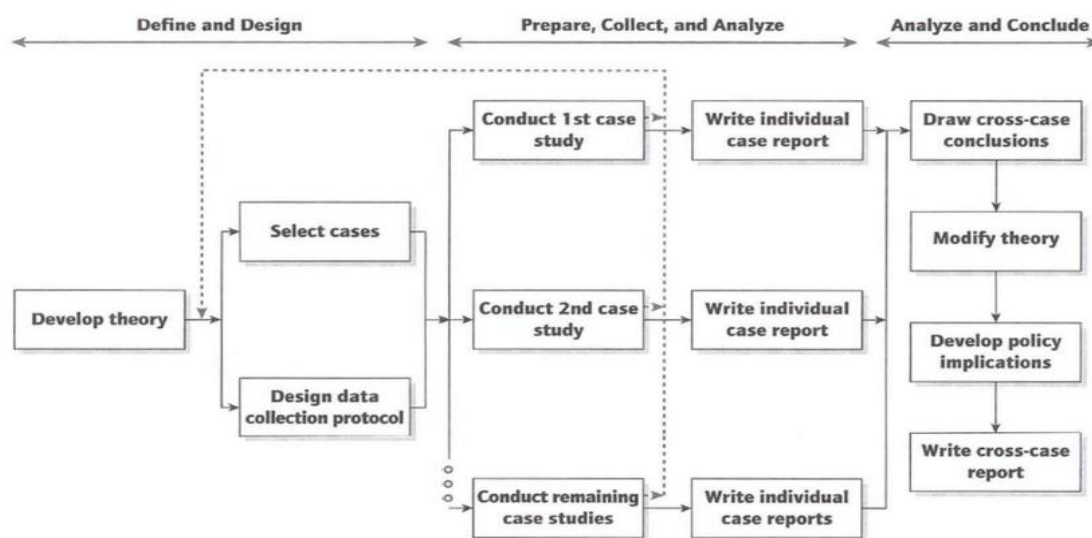 Define and Design
Prepare, Collect, and Analyze
Analyze and Conclude
Develop theory
Select cases
Design data
collection protocol
Conduct 1st case
study
Conduct 2nd case
study
Conduct remaining
case studies
Write individual
case report
Write individual
case report
Write individual
case reports
Draw cross-case
conclusions
Modify theory
Develop policy
implications
Write cross-case
report